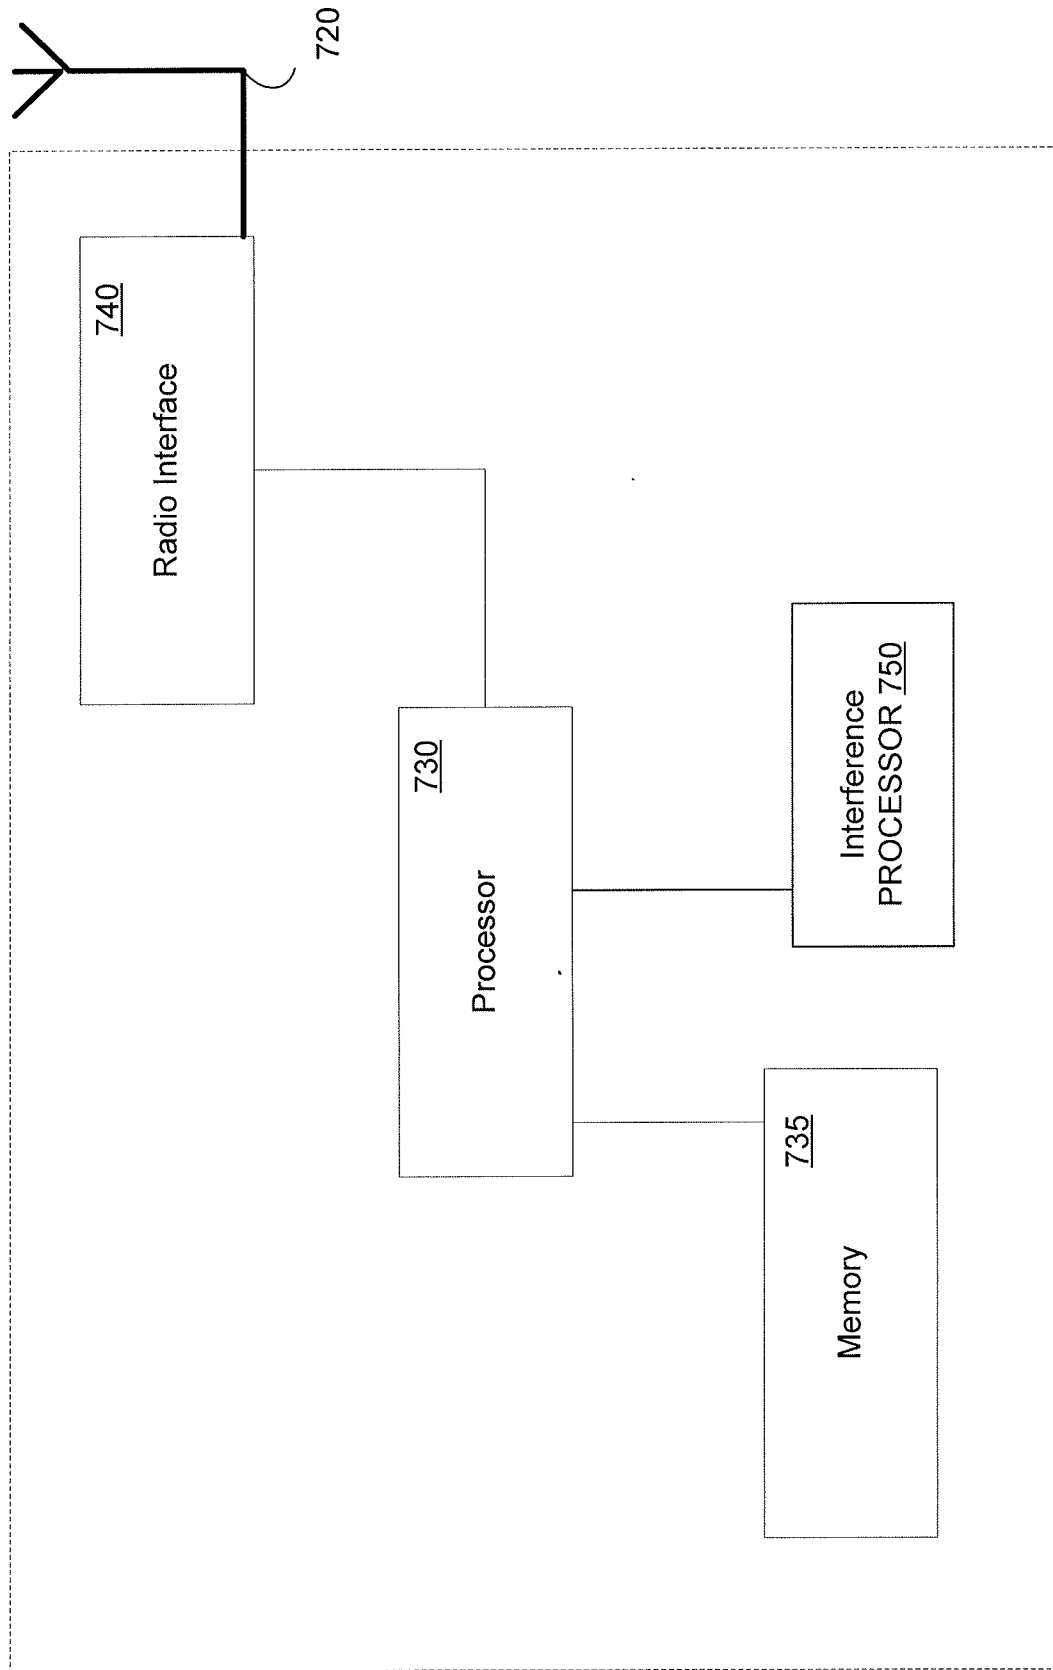 720
740
Radio Interface
730
Processor
Interference
PROCESSOR 750
735
Memory